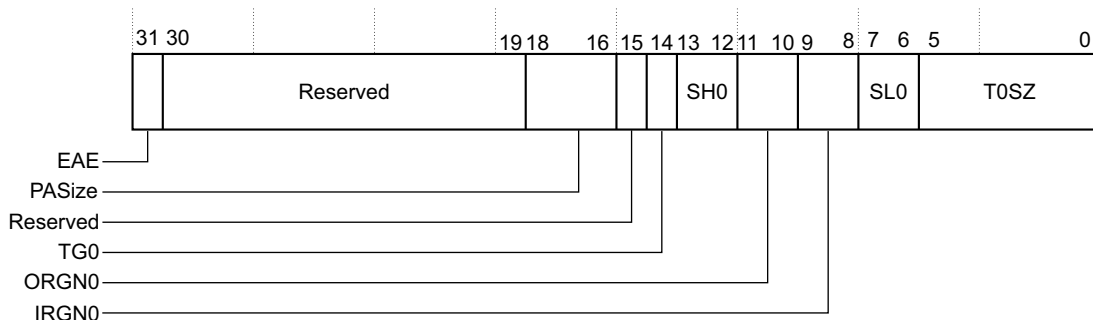 31 30 19 18 16 15 14 13 12 11 10 9 8 7 6 5 0
Reserved SH0 SL0 T0SZ
EAE
PASize
Reserved
TG0
ORGN0
IRGN0